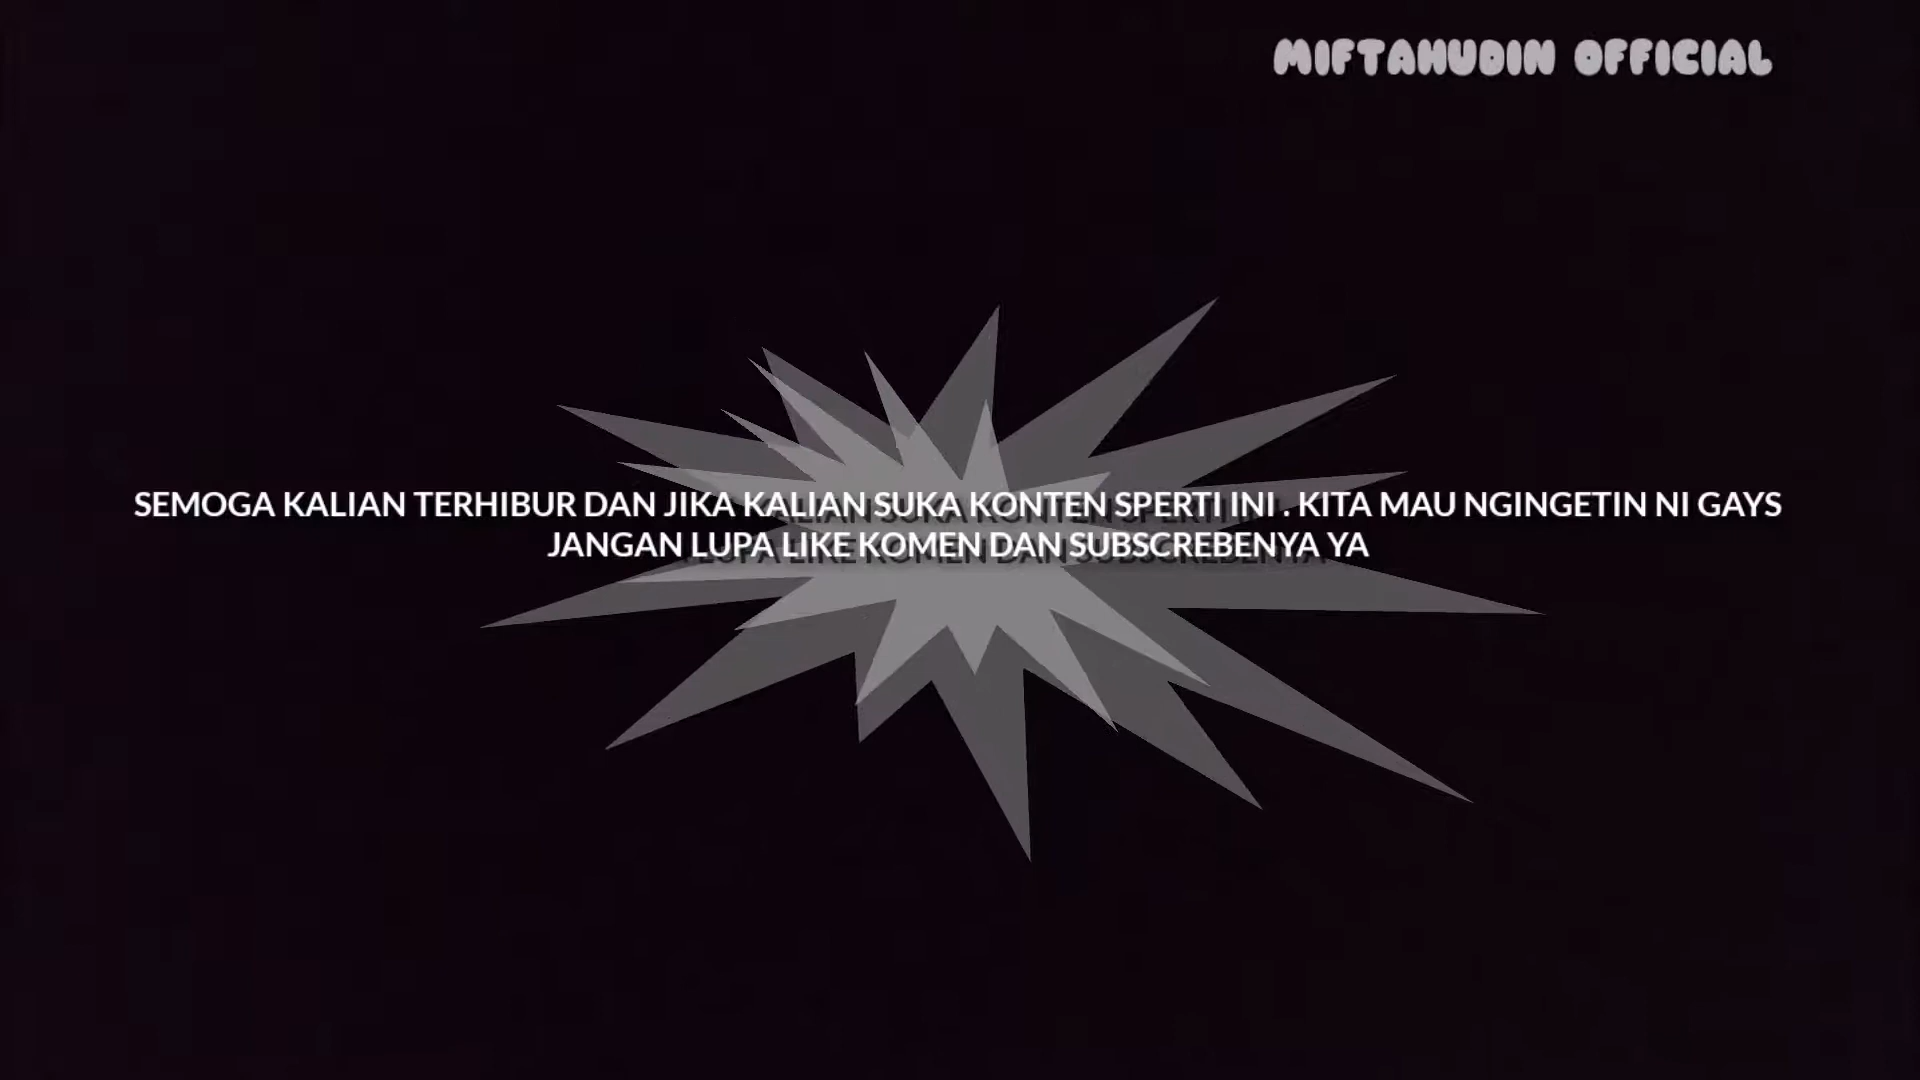 MIFTAHUDIN OFFICIAL
SEMOGA KALIAN TERHIBUR DAN JIKA KALIAN SUKA KONTEN SPERTI INI . KITA MAU NGINGETIN NI GAYS
JANGAN LUPA LIKE KOMEN DAN SUBSCREBENYA YA